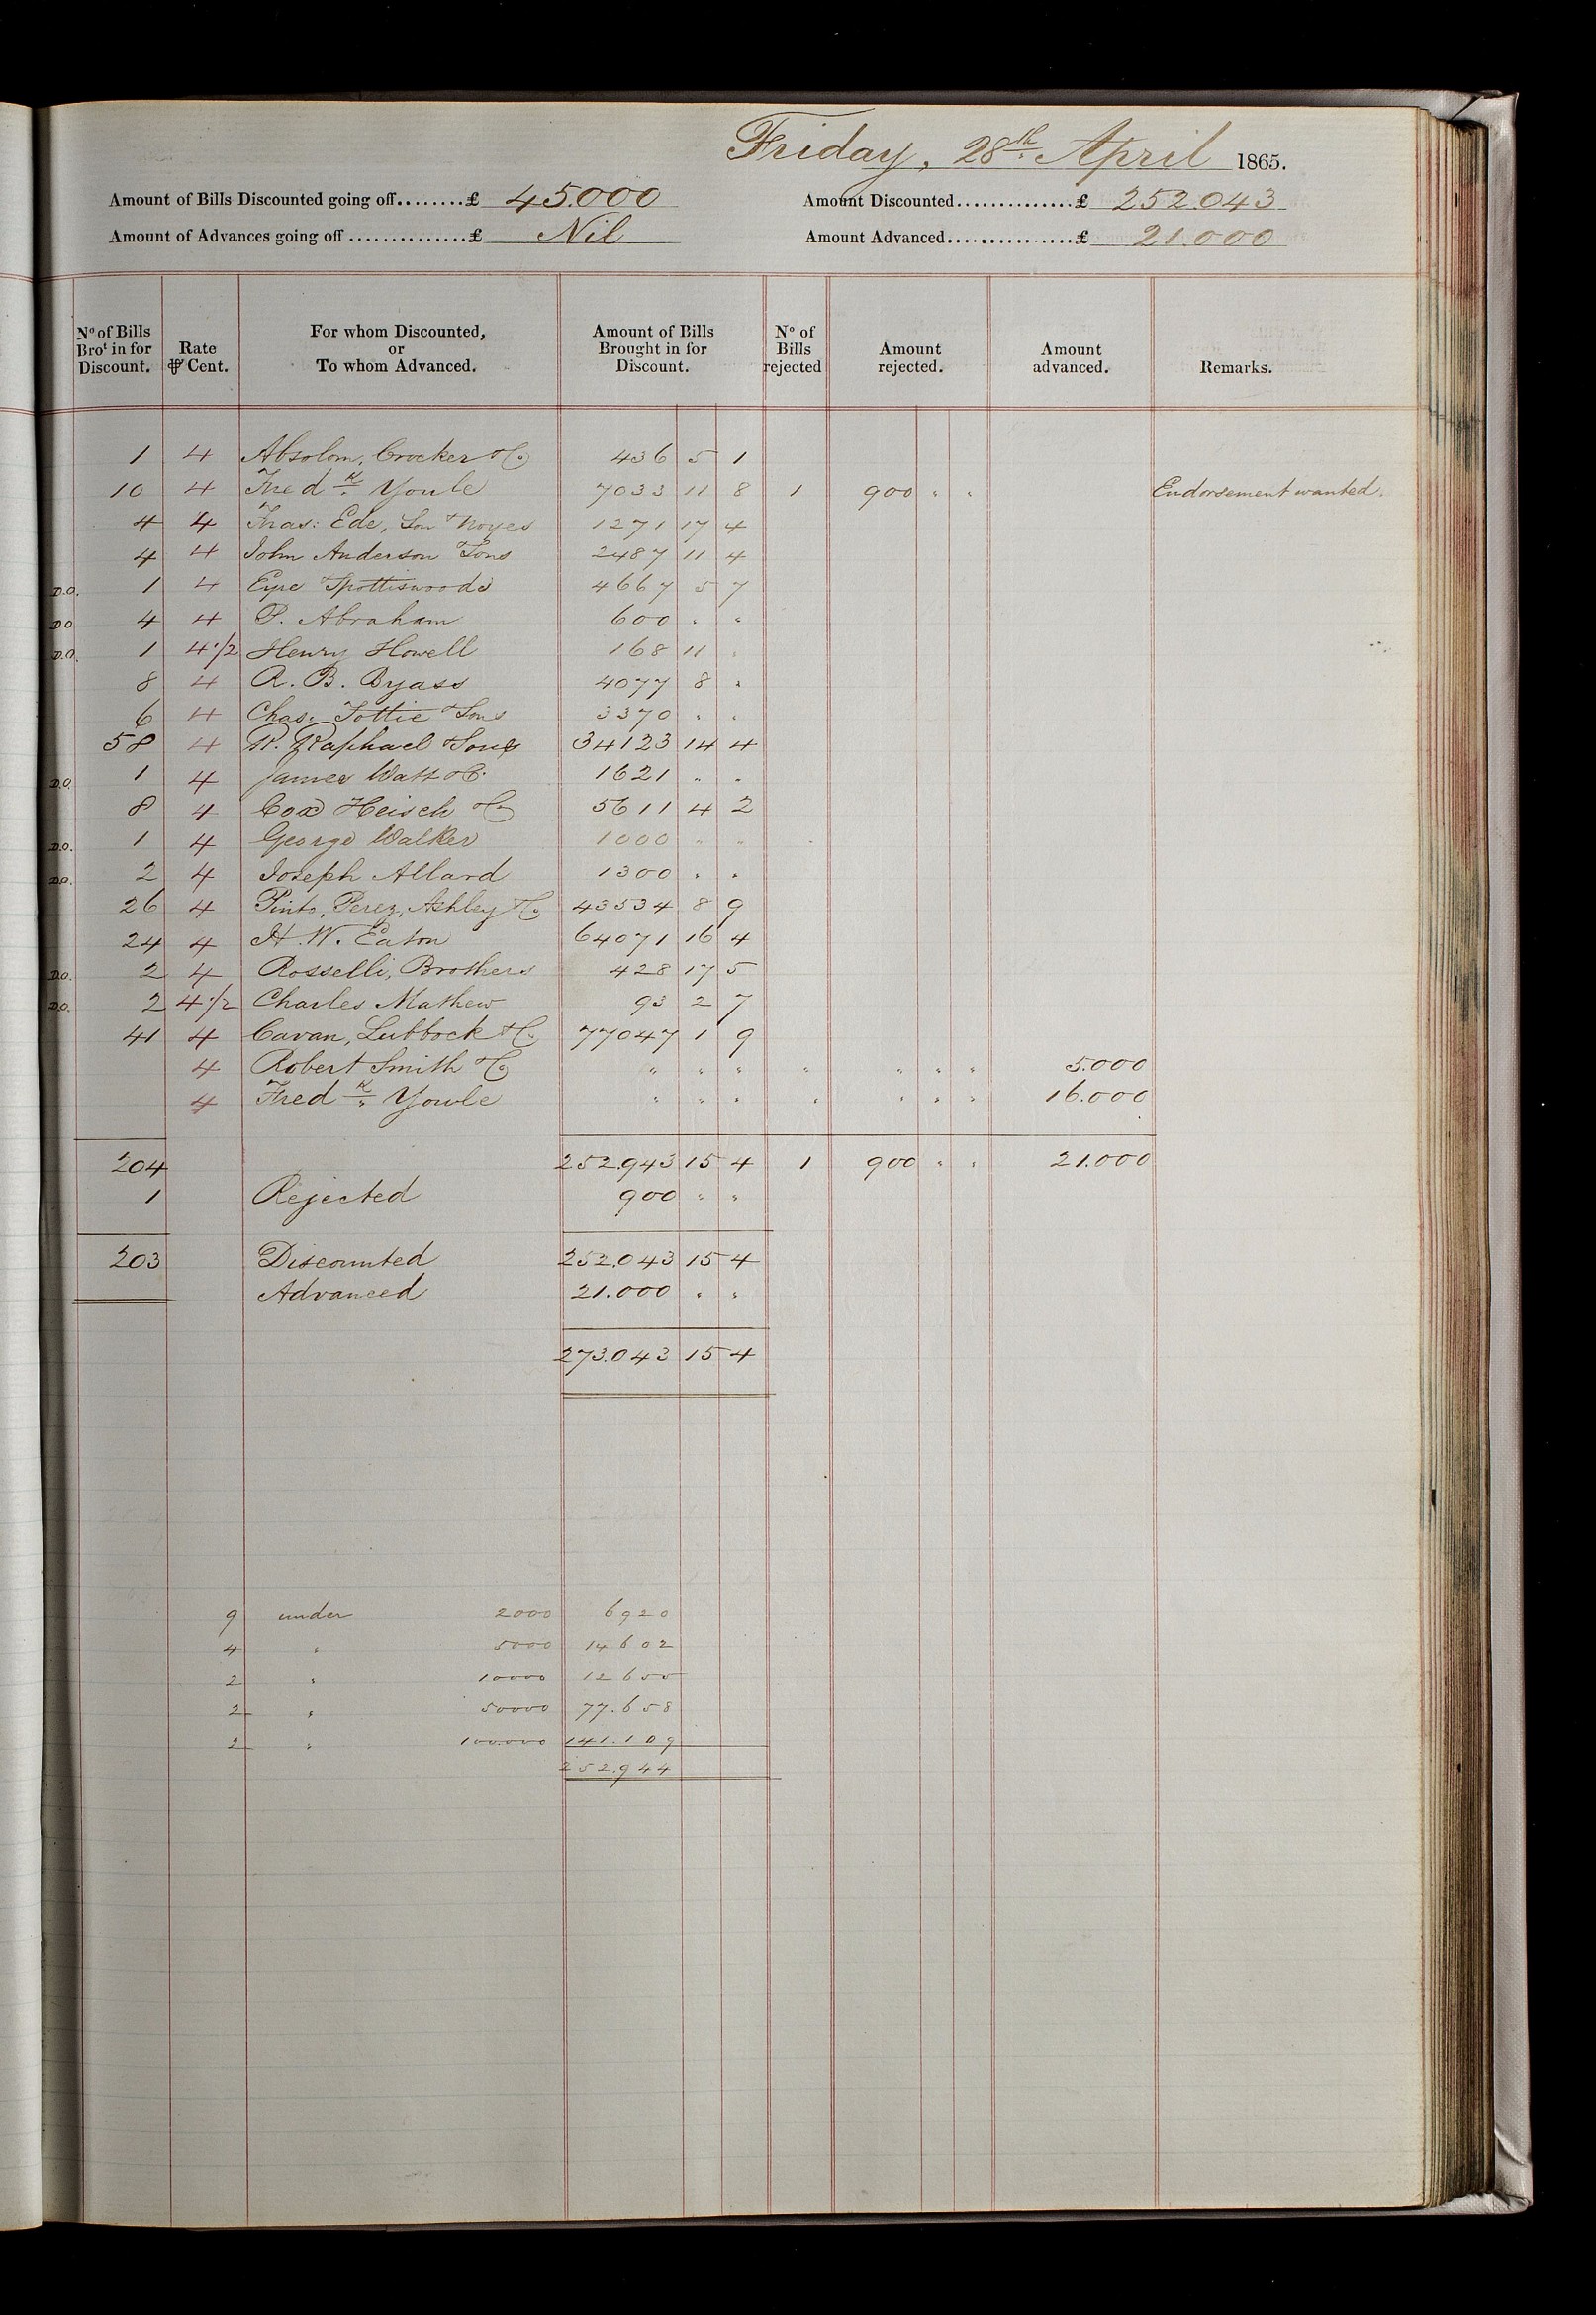 Friday, 28th April 1865.
Amount of Bills Discounted going off........£ 45.000 Amount Discounted..............£ 252.043
Amount of Advances going off..............£ Nil Amount Advanced...............£ 21.000
No of Bills Brot in for Discount. Rate ⅌ Cent. For whom Discounted, or To whom Advanced. Amount of Bills Brought in for Discount. No of Bills rejected Amount rejected. Amount advanced. Remarks.
1 4 Absolom, Crocker & Co 436 5 1
10 4 Fredk Youle 7033 11 8 1 900 " " Endorsement wanted.
4 4 Thas: Ede, Son & Noyes 1271 17 4
4 4 John Anderson & Sons 2487 11 4
D.O. 1 4 Eyre & Spottiswoode 4667 5 7
D.O 4 4 P. Abraham 600 " "
D.O. 1 4 1/2 Henry Howell 168 11 "
8 4 R. B. Byass 4077 8 "
6 4 Chas: Tottie & Sons 3370 " "
58 4 R. Raphael & Sons 34123 14 4
D.O. 1 4 James Watt & Co. 1621 " "
8 4 Cox Heisch & Co 5611 4 2
D.O. 1 4 George Walker 1000 " "
D.O. 2 4 Joseph Allard 1300 " "
26 4 Pinto, Perez, Ashley & Co 43534 8 9
24 4 H. W. Eaton 64071 16 4
D.O. 2 4 Rosselli, Brothers 428 17 5
D.O. 2 4 1/2 Charles Mathew 93 2 7
41 4 Cavan, Lubbock & Co. 77047 1 9
4 Robert Smith & Co " " " " " " " 5.000
4 Fredk Youle " " " " " " " 16.000
204 252.943 15 4 1 900 " " 21.000
1 Rejected 900 " "
203 Discounted 252.043 15 4
Advanced 21.000 " "
273.043 15 4
9 under 2000 6920
4 " 5000 14602
2 " 10000 12655
2 " 50000 77.658
2 " 100.000 141.109
252.944